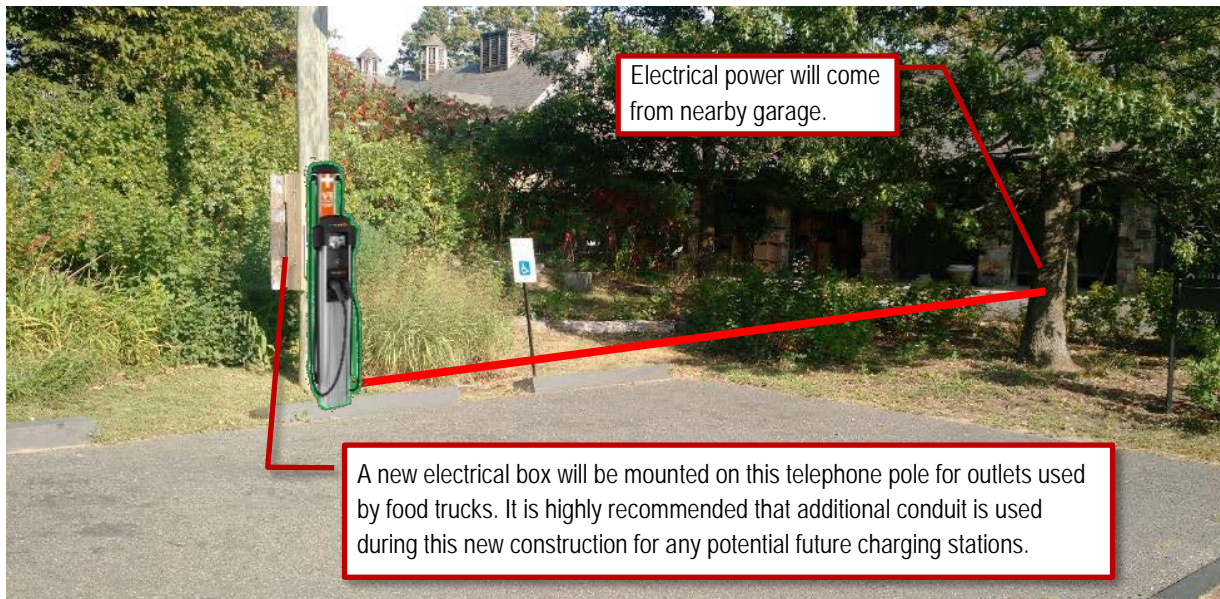 Electrical power will come
from nearby garage.
A new electrical box will be mounted on this telephone pole for outlets used
by food trucks. It is highly recommended that additional conduit is used
during this new construction for any potential future charging stations.